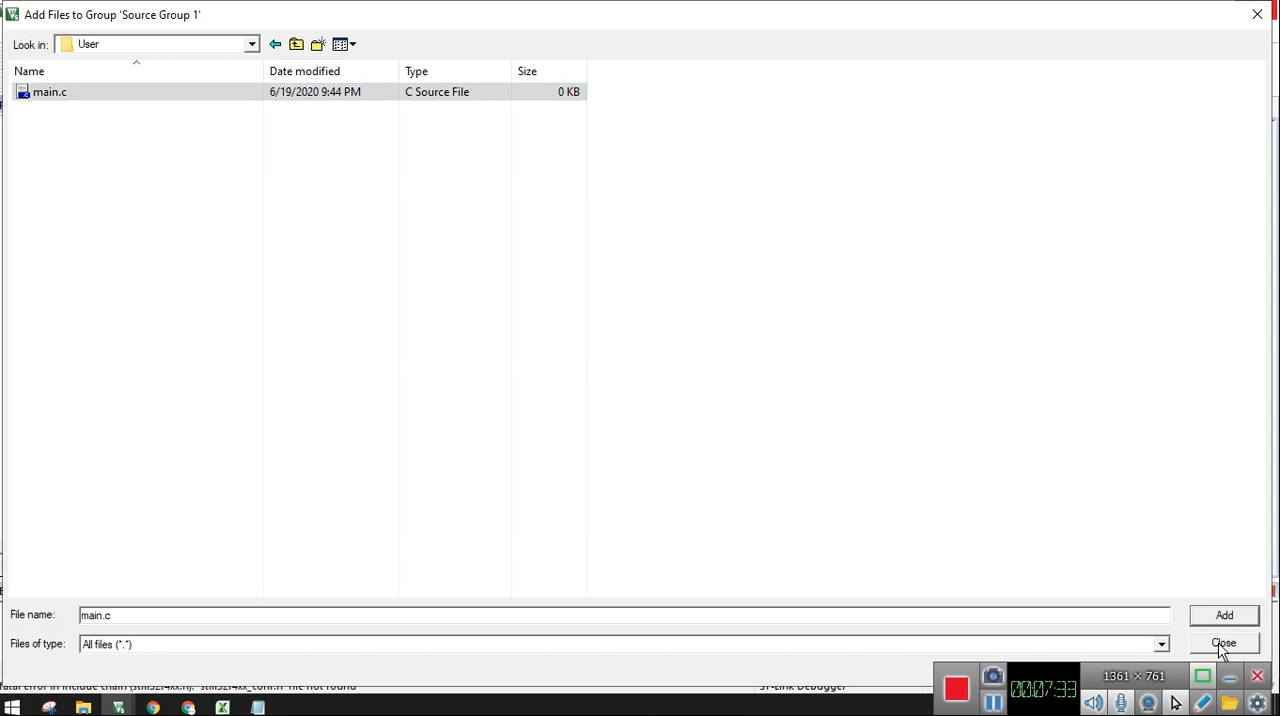 Add Files to Group 'Source Group 1'
Look in: User
Name Date modified Type Size
main.c 6/19/2020 9:44 PM C Source File 0 KB
File name: main.c Add
Files of type: All files (*.*) Close
1361 × 761
00:07:33
ST-Link Debugger